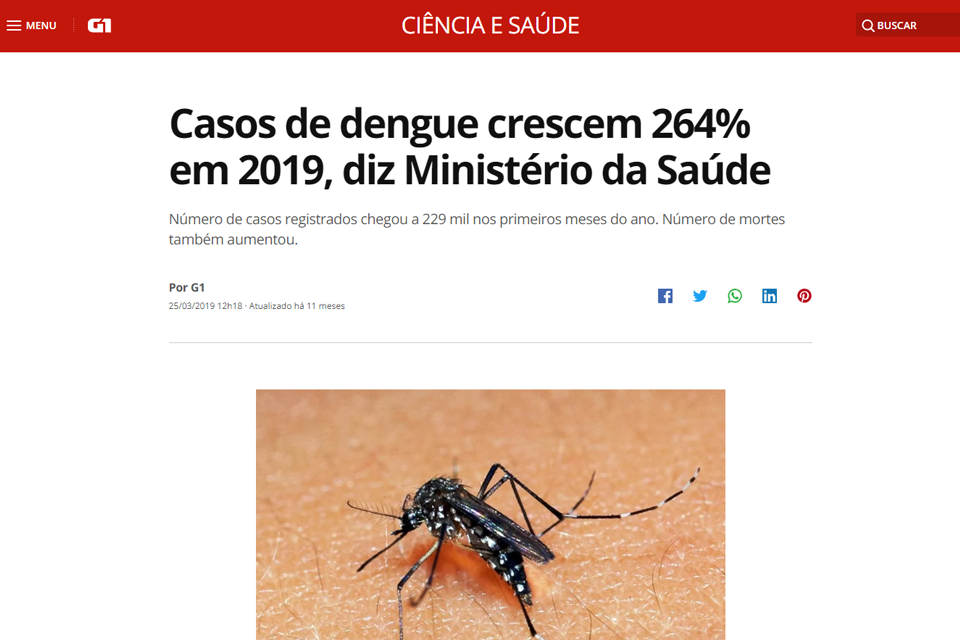 MENU
G1
CIÊNCIA E SAÚDE
BUSCAR
Casos de dengue crescem 264%
em 2019, diz Ministério da Saúde
Número de casos registrados chegou a 229 mil nos primeiros meses do ano. Número de mortes
também aumentou.
Por G1
25/03/2019 12h18 · Atualizado há 11 meses